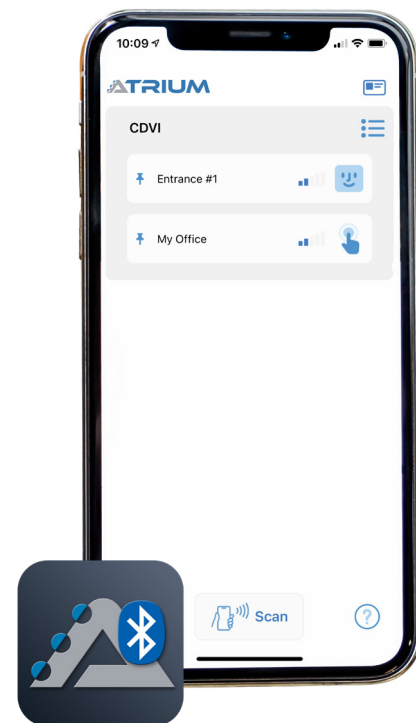 10:09
ATRIUM
CDVI
Entrance #1
My Office
Scan
?